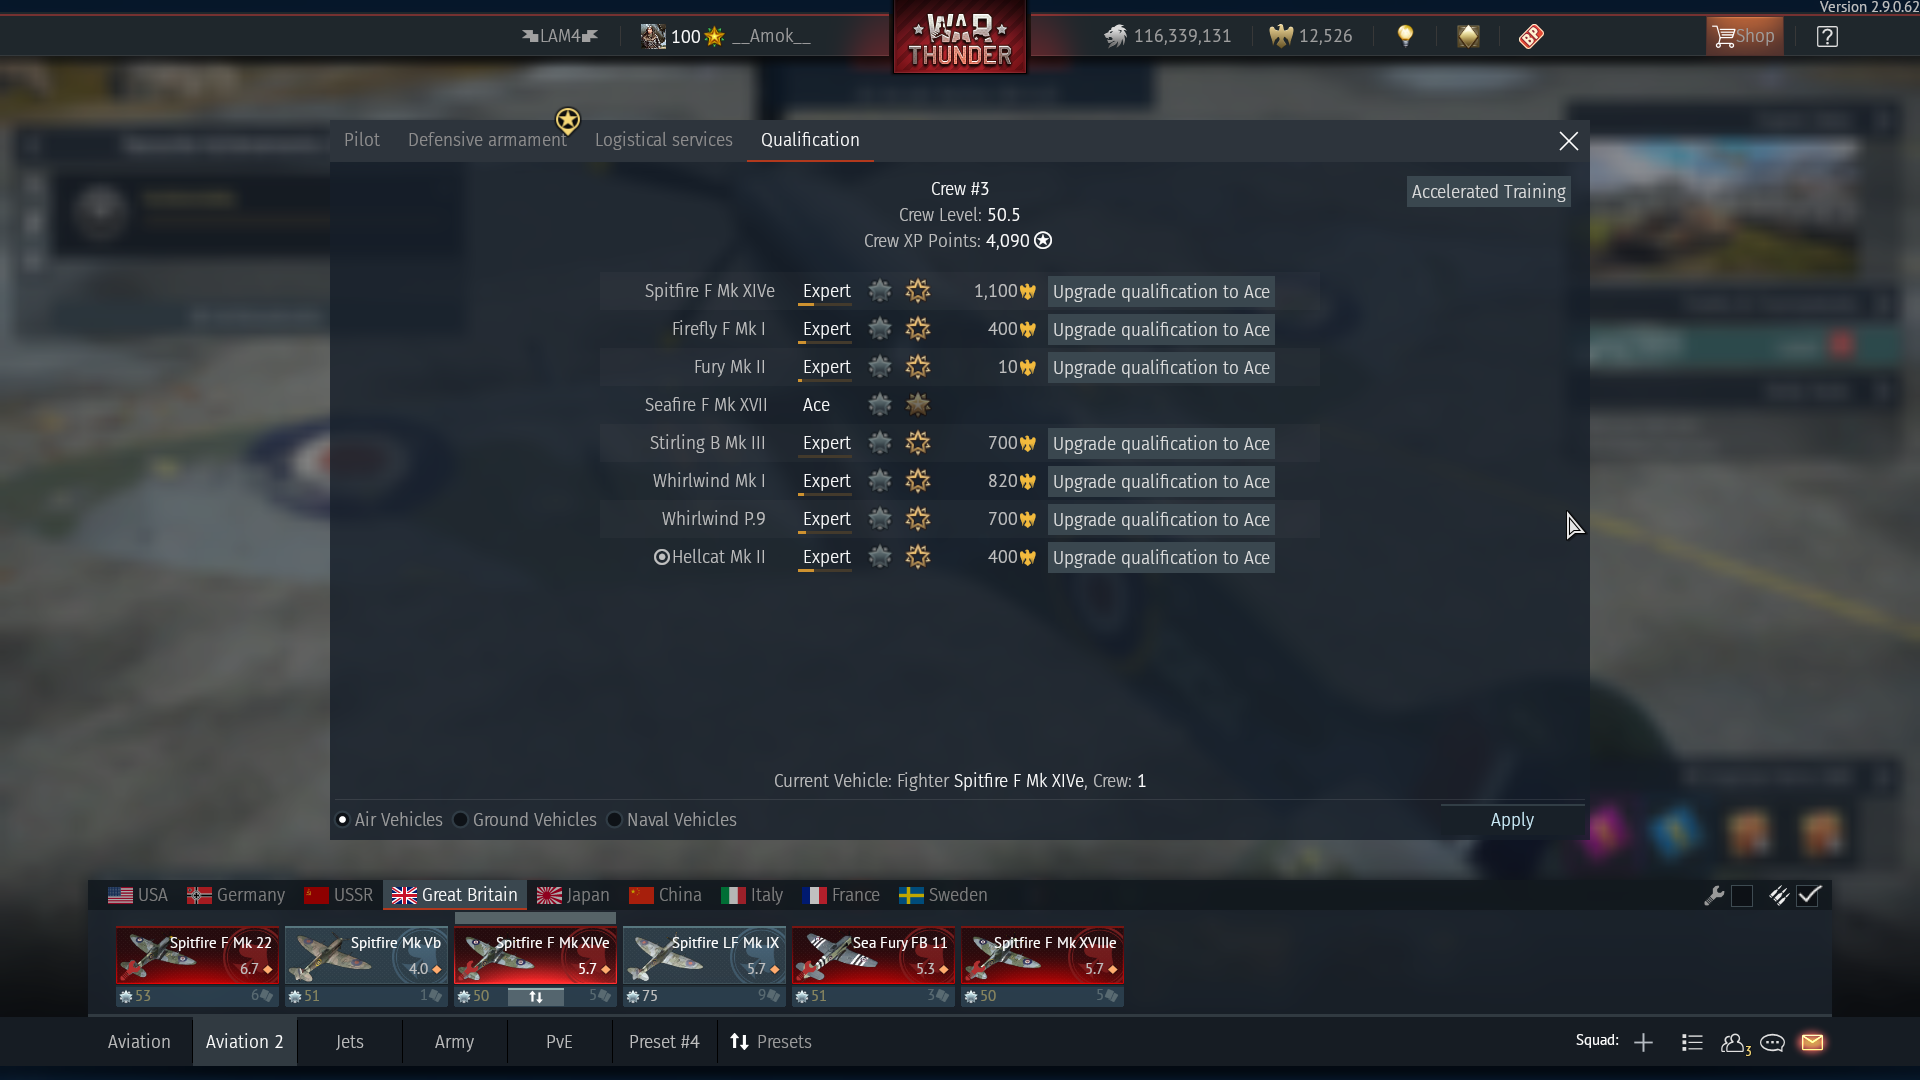 Version 2.9.0.62
LAM4 100 __Amok__ WAR THUNDER 116,339,131 12,526 BP Shop ?
Pilot Defensive armament Logistical services Qualification
Crew #3
Accelerated Training
Crew Level: 50.5
Crew XP Points: 4,090
Spitfire F Mk XIVe Expert 1,100 Upgrade qualification to Ace
Firefly F Mk I Expert 400 Upgrade qualification to Ace
Fury Mk II Expert 10 Upgrade qualification to Ace
Seafire F Mk XVII Ace
Stirling B Mk III Expert 700 Upgrade qualification to Ace
Whirlwind Mk I Expert 820 Upgrade qualification to Ace
Whirlwind P.9 Expert 700 Upgrade qualification to Ace
Hellcat Mk II Expert 400 Upgrade qualification to Ace
Current Vehicle: Fighter Spitfire F Mk XIVe, Crew: 1
Air Vehicles Ground Vehicles Naval Vehicles Apply
USA Germany USSR Great Britain Japan China Italy France Sweden
Spitfire F Mk 22 Spitfire Mk Vb Spitfire F Mk XIVe Spitfire LF Mk IX Sea Fury FB 11 Spitfire F Mk XVIIIe
6.7 4.0 5.7 5.7 5.3 5.7
53 6 51 1 50 5 75 9 51 3 50 5
Aviation Aviation 2 Jets Army PvE Preset #4 Presets Squad: 3